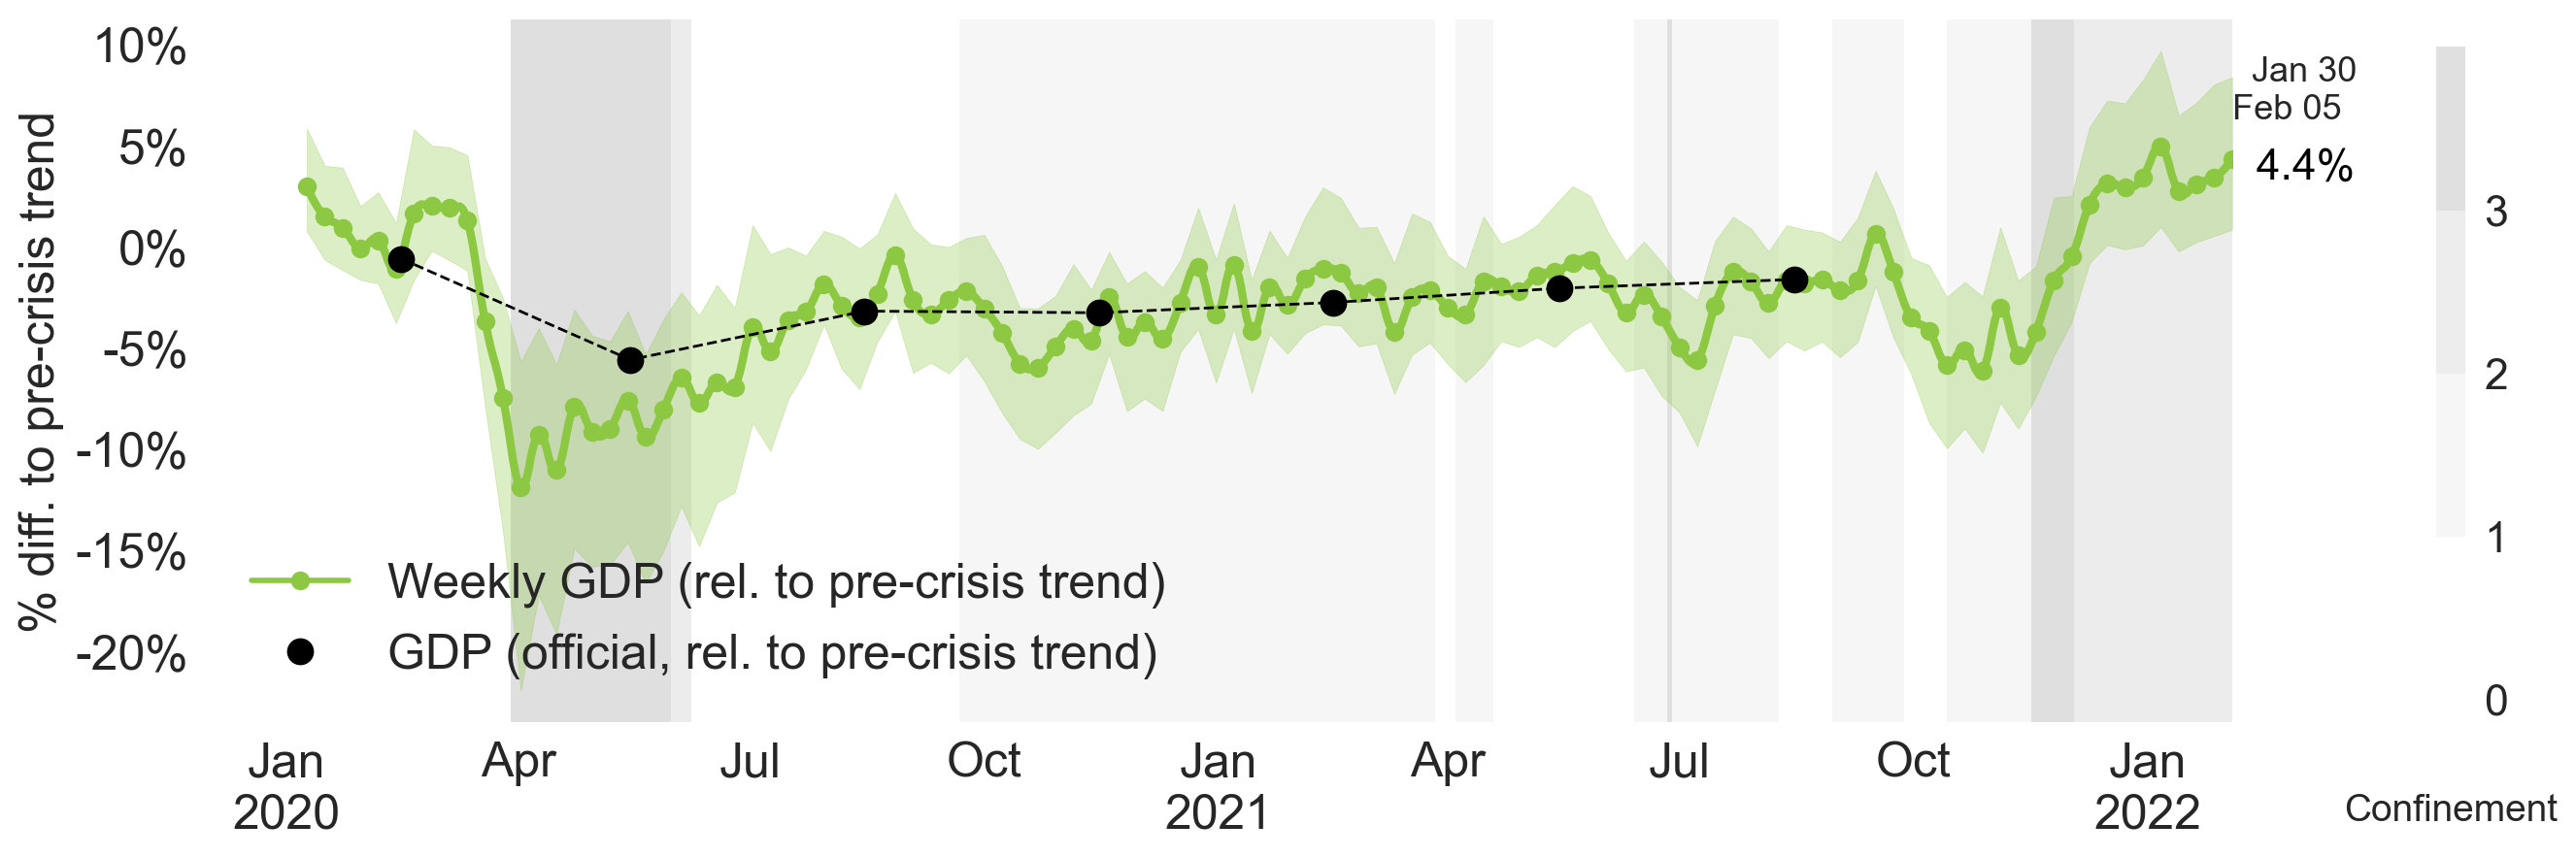 % diff. to pre-crisis trend
10%
5%
0%
-5%
-10%
-15%
-20%
Weekly GDP (rel. to pre-crisis trend)
GDP (official, rel. to pre-crisis trend)
Jan
2020
Apr
Jul
Oct
Jan
2021
Apr
Jul
Oct
Jan
2022
Jan 30
Feb 05
4.4%
3
2
1
0
Confinement